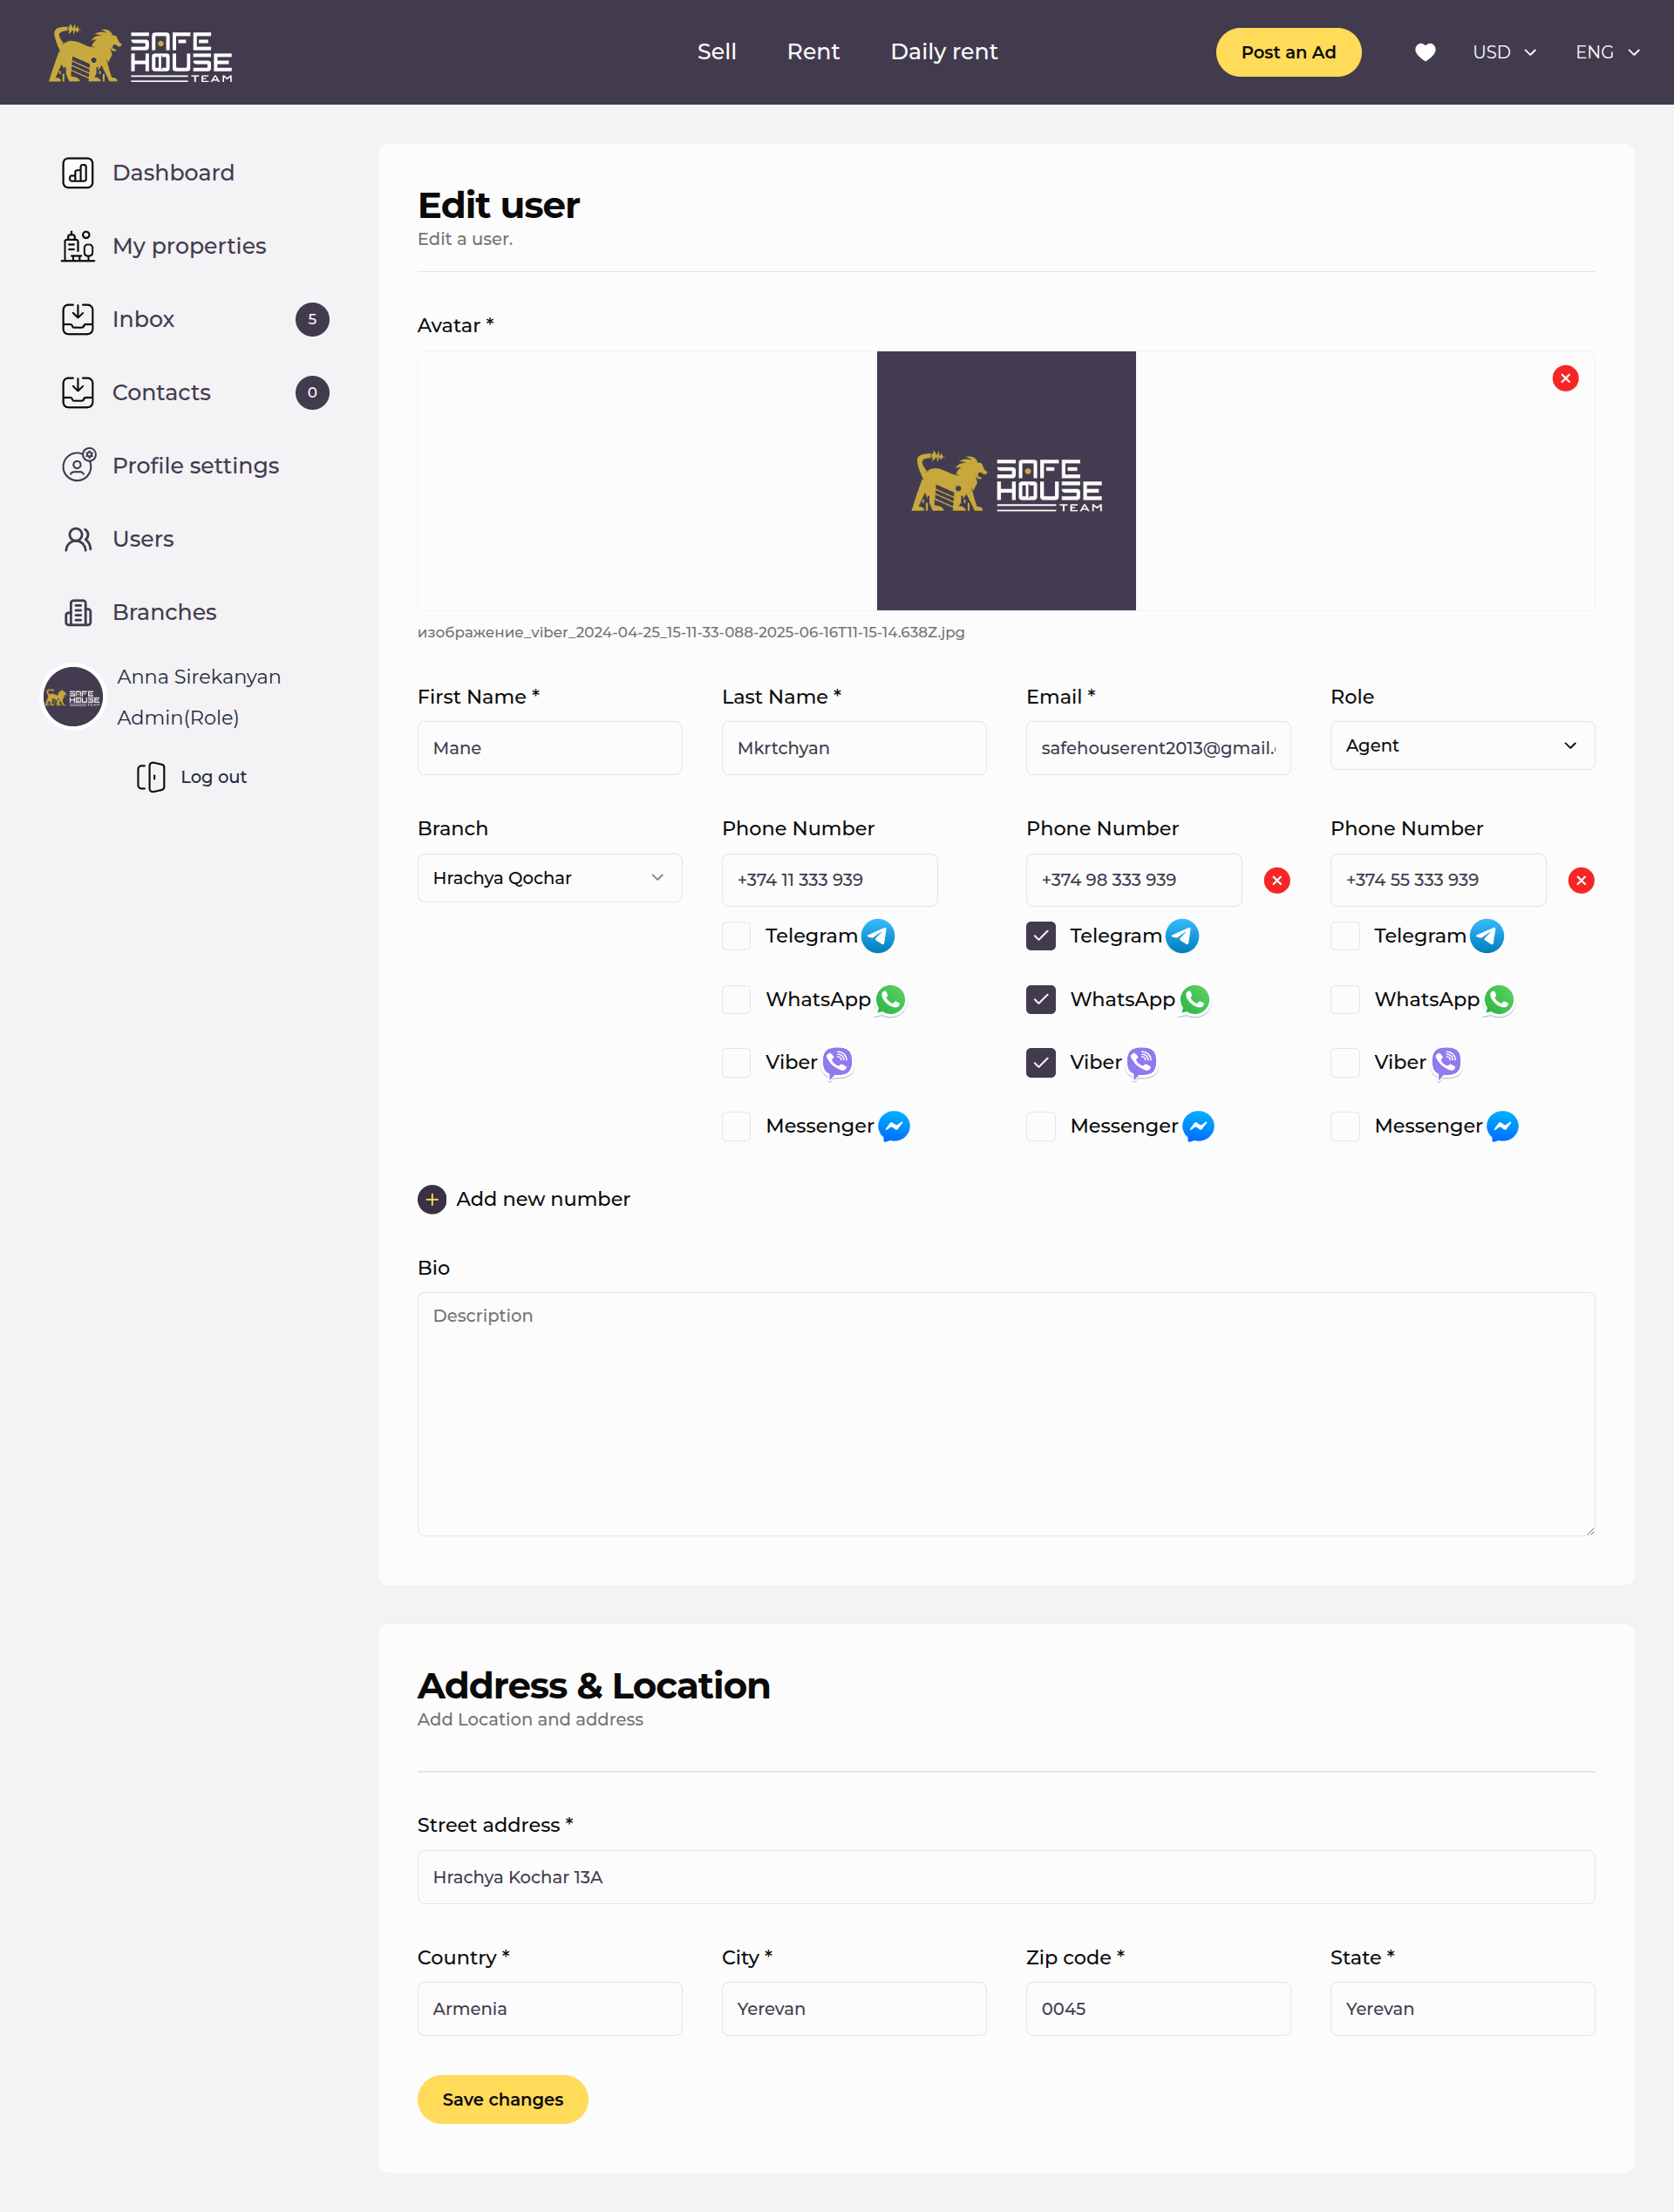 SAFE
HOUSE
TEAM
Sell
Rent
Daily rent
Post an Ad
USD
ENG
Dashboard
My properties
Inbox
5
Contacts
0
Profile settings
Users
Branches
SAFE
HOUSE
Anna Sirekanyan
Admin(Role)
Log out
Edit user
Edit a user.
Avatar *
SAFE
HOUSE
TEAM
изображение_viber_2024-04-25_15-11-33-088-2025-06-16T11-15-14.638Z.jpg
First Name *
Last Name *
Email *
Role
Mane
Mkrtchyan
safehouserent2013@gmail.
Agent
Branch
Phone Number
Phone Number
Phone Number
Hrachya Qochar
+374 11 333 939
+374 98 333 939
+374 55 333 939
Telegram
Telegram
Telegram
WhatsApp
WhatsApp
WhatsApp
Viber
Viber
Viber
Messenger
Messenger
Messenger
Add new number
Bio
Description
Address & Location
Add Location and address
Street address *
Hrachya Kochar 13A
Country *
City *
Zip code *
State *
Armenia
Yerevan
0045
Yerevan
Save changes